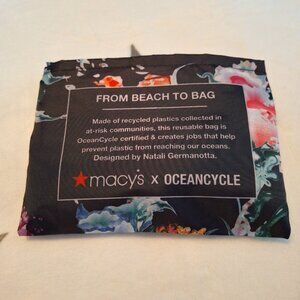 FROM BEACH TO BAG
Made of recycled plastics collected in
at-risk communities, this reusable bag is
OceanCycle certified & creates jobs that help
prevent plastic from reaching our oceans.
Designed by Natali Germanotta.
macy's x OCEANCYCLE